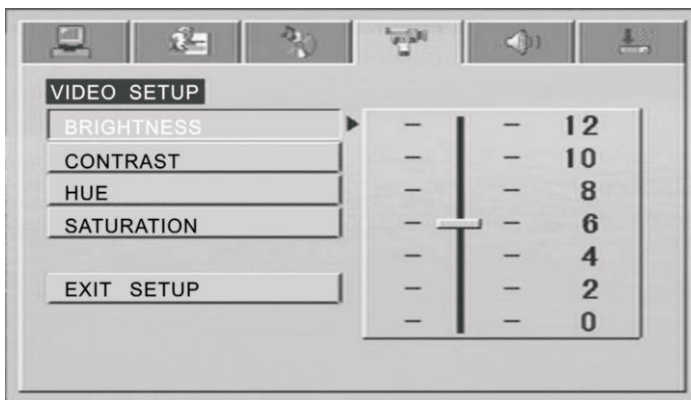 VIDEO SETUP
BRIGHTNESS
CONTRAST
HUE
SATURATION
EXIT SETUP
12
10
8
6
4
2
0